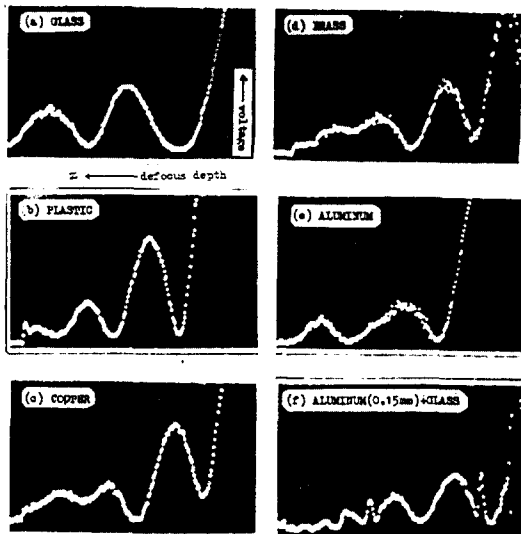 (a) GLASS
voltage
z ← defocus depth
(b) PLASTIC
(c) COPPER
(d) BRASS
(e) ALUMINUM
(f) ALUMINUM(0.15mm)+GLASS